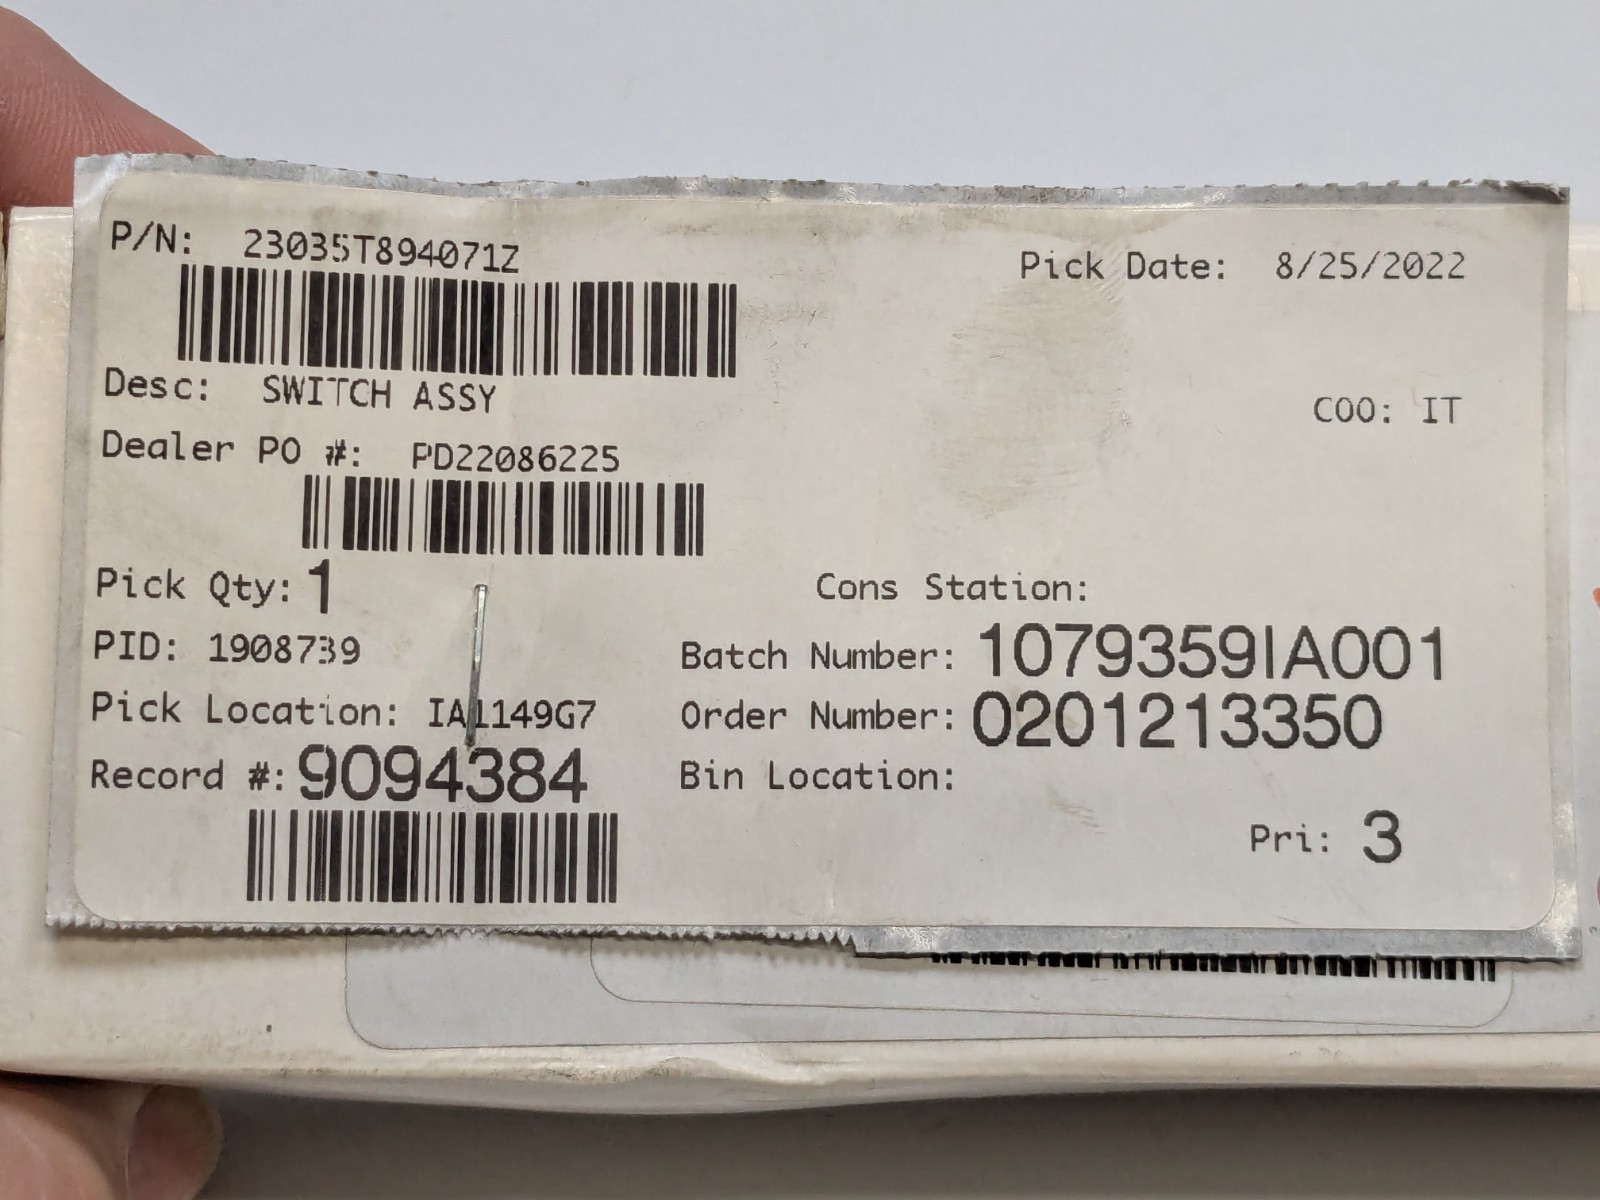 P/N: 23035T894071Z
Pick Date: 8/25/2022
Desc: SWITCH ASSY
COO: IT
Dealer PO #: PD22086225
Pick Qty: 1
Cons Station:
PID: 1908739
Batch Number: 1079359IA001
Pick Location: IA1149G7
Order Number: 0201213350
Record #: 9094384
Bin Location:
Pri: 3